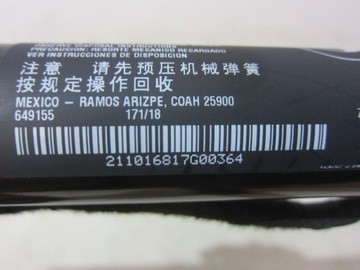 PRECAUCION: RESORTE MECANICO RECARGADO
VER INSTRUCCIONES DE DISPOSICION
注意 请先预压机械弹簧
按规定操作回收
MEXICO – RAMOS ARIZPE, COAH 25900
649155 171/18
211016817G00364